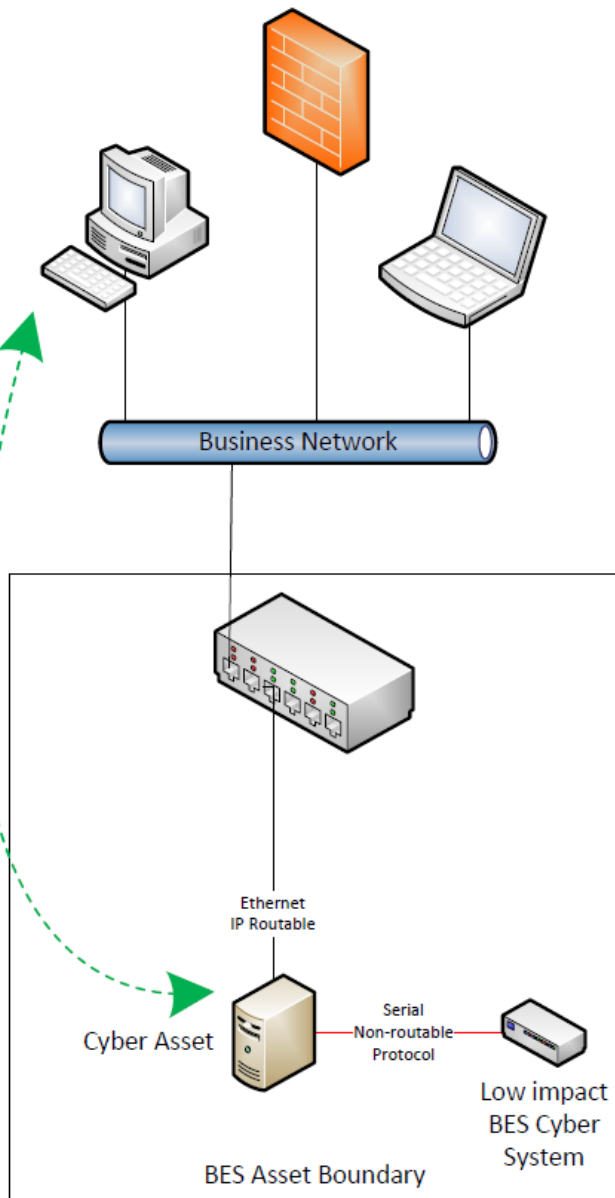 Business Network
Ethernet
IP Routable
Cyber Asset
Serial
Non-routable
Protocol
Low impact
BES Cyber
System
BES Asset Boundary